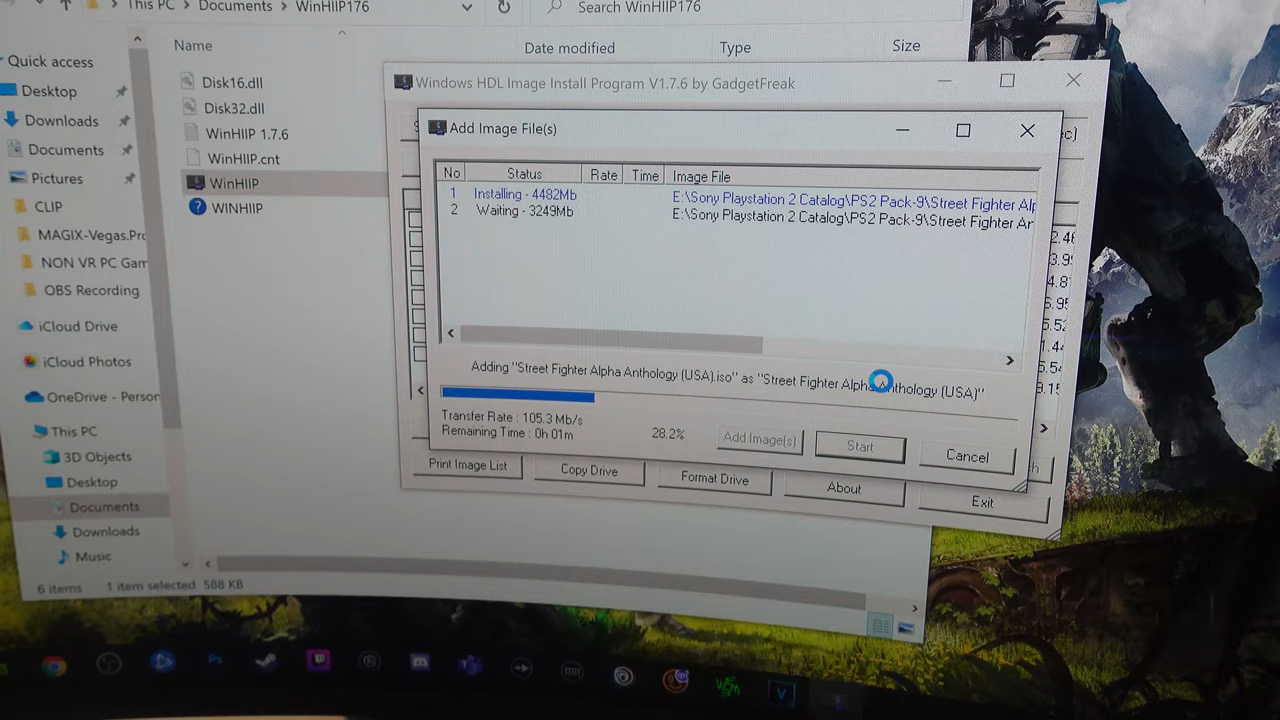 This PC > Documents > WinHIIP176
Search WinHIIP176
Name
Date modified
Type
Size
Quick access
Desktop
Downloads
Documents
Pictures
CLIP
MAGIX-Vegas.Prc
NON VR PC Gam
OBS Recording
iCloud Drive
iCloud Photos
OneDrive - Person
This PC
3D Objects
Desktop
Documents
Downloads
Music
Disk16.dll
Disk32.dll
WinHIIP 1.7.6
WinHIIP.cnt
WinHIIP
WINHIIP
6 items 1 item selected 588 KB
Windows HDL Image Install Program V1.7.6 by GadgetFreak
Add Image File(s)
No Status Rate Time Image File
1 Installing - 4482Mb E:\Sony Playstation 2 Catalog\PS2 Pack-9\Street Fighter Alp
2 Waiting - 3249Mb E:\Sony Playstation 2 Catalog\PS2 Pack-9\Street Fighter An
Adding "Street Fighter Alpha Anthology (USA).iso" as "Street Fighter Alpha Anthology (USA)"
Transfer Rate : 105.3 Mb/s
Remaining Time : 0h 01m
28.2%
Add Image(s)
Start
Cancel
Print Image List
Copy Drive
Format Drive
About
Exit